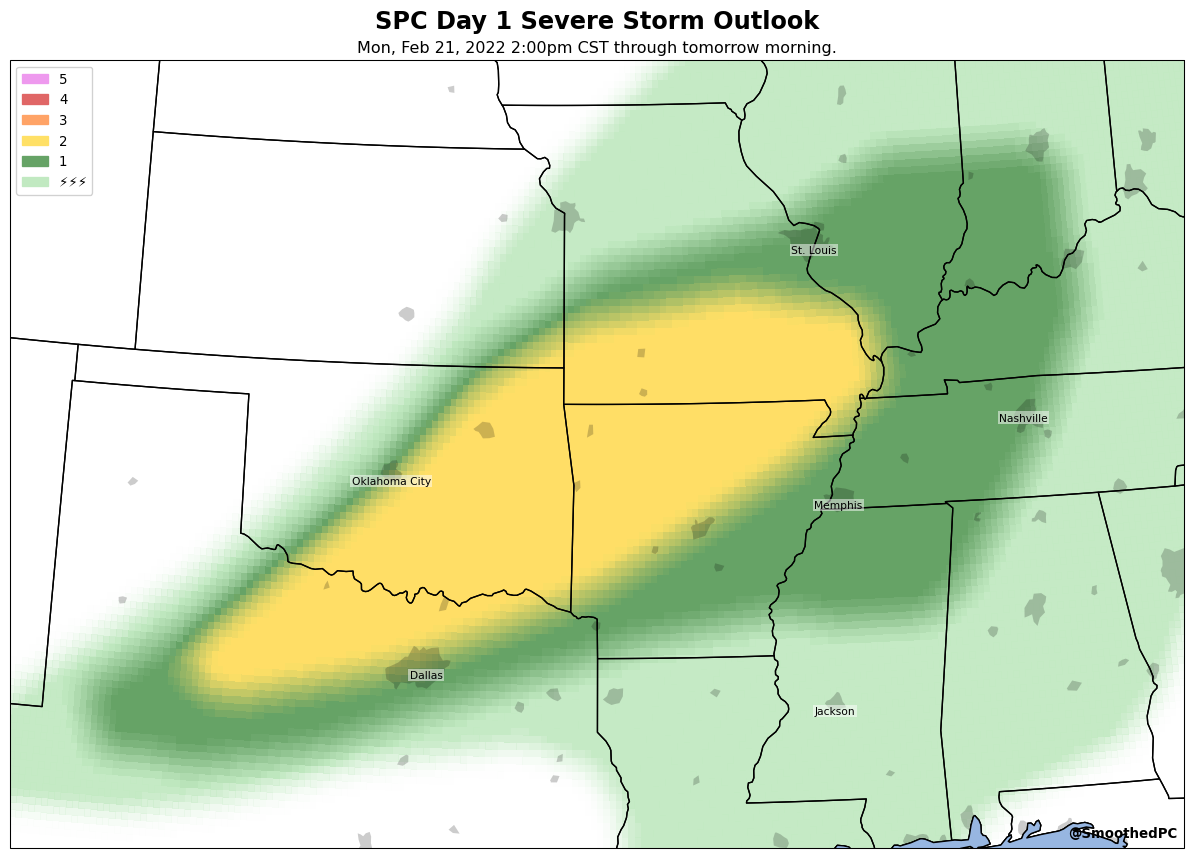 SPC Day 1 Severe Storm Outlook
Mon, Feb 21, 2022 2:00pm CST through tomorrow morning.
5
4
3
2
1
⚡⚡⚡
St. Louis
Nashville
Oklahoma City
Memphis
Dallas
Jackson
@SmoothedPC